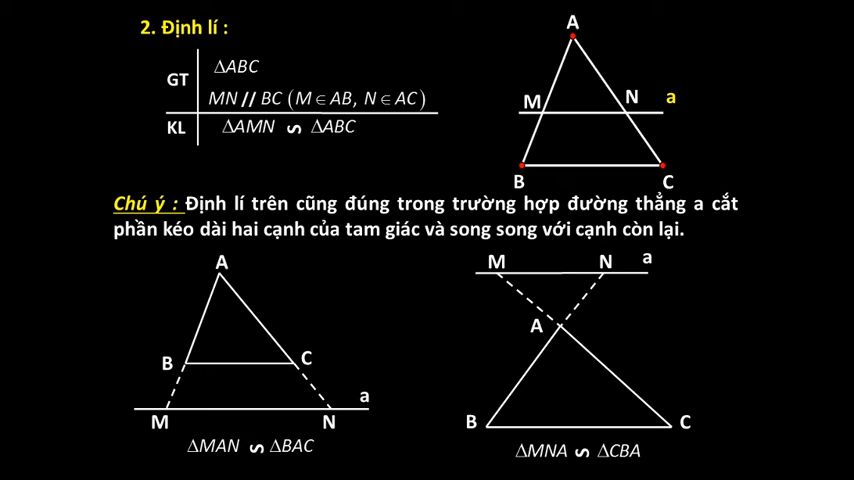 2. Định lí :
GT
ΔABC
MN // BC ( M ∈ AB, N ∈ AC )
KL
ΔAMN ∽ ΔABC
A
M
N
a
B
C
Chú ý : Định lí trên cũng đúng trong trường hợp đường thẳng a cắt
phần kéo dài hai cạnh của tam giác và song song với cạnh còn lại.
A
B
C
a
M
N
ΔMAN ∽ ΔBAC
M
N
a
A
B
C
ΔMNA ∽ ΔCBA